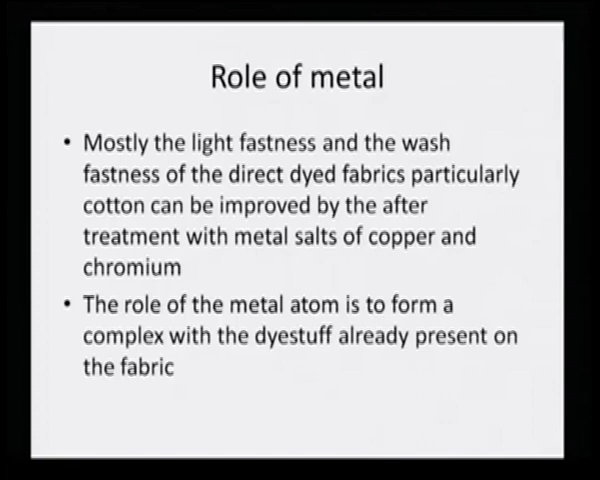 Role of metal
• Mostly the light fastness and the wash
fastness of the direct dyed fabrics particularly
cotton can be improved by the after
treatment with metal salts of copper and
chromium
• The role of the metal atom is to form a
complex with the dyestuff already present on
the fabric